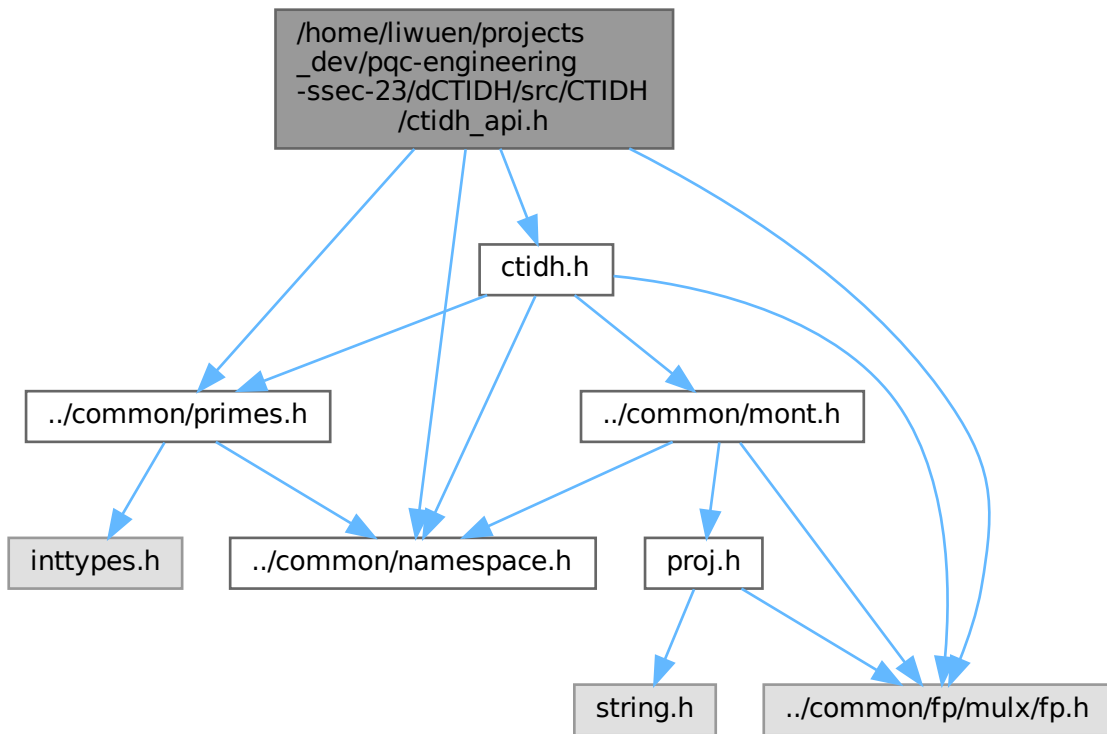 /home/liwuen/projects
_dev/pqc-engineering
-ssec-23/dCTIDH/src/CTIDH
/ctidh_api.h
ctidh.h
../common/primes.h
../common/mont.h
inttypes.h
../common/namespace.h
proj.h
string.h
../common/fp/mulx/fp.h